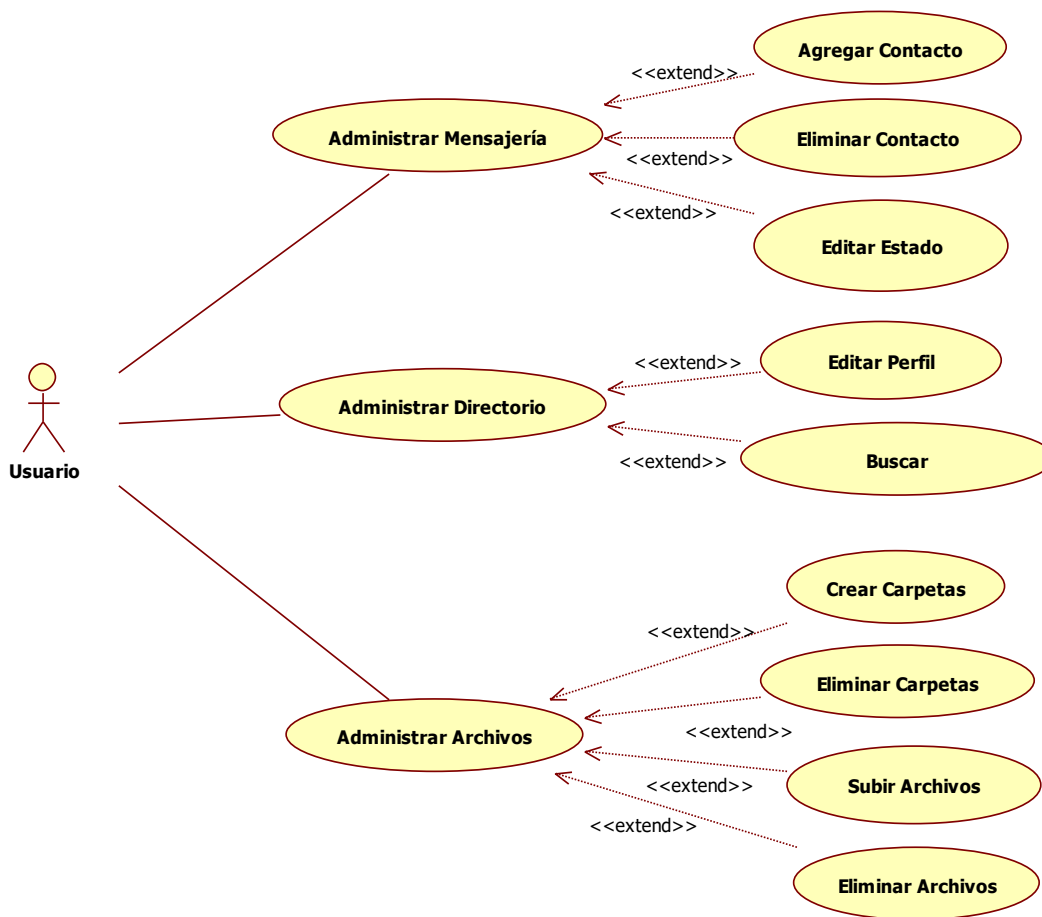 Agregar Contacto
<<extend>>
Administrar Mensajería
Eliminar Contacto
<<extend>>
<<extend>>
Editar Estado
Editar Perfil
<<extend>>
Administrar Directorio
Usuario
Buscar
<<extend>>
Crear Carpetas
<<extend>>
Eliminar Carpetas
Administrar Archivos
<<extend>>
Subir Archivos
<<extend>>
<<extend>>
Eliminar Archivos